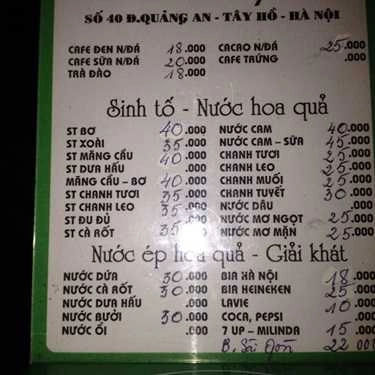 SỐ 40 Đ.QUẢNG AN - TÂY HỒ - HÀ NỘI
CAFE ĐEN N/ĐÁ 18.000 CACAO N/DÁ 25.000
CAFE SỮA N/ĐÁ 20.000 CAFE TRỨNG .000
TRÀ ĐÀO 18.000
Sinh tố - Nước hoa quả
ST BƠ 40.000 NƯỚC CAM 40.000
ST XOÀI 35.000 NƯỚC CAM - SỮA 45.000
ST MÃNG CẦU 40.000 CHANH TƯƠI 25.000
ST DƯA HẤU .000 CHANH LEO 25.000
MÃNG CẦU - BƠ 40.000 CHANH MUỐI 25.000
ST CHANH TƯƠI 35.000 CHANH TUYẾT 30.000
ST CHANH LEO 35.000 NƯỚC DÂU .000
ST ĐU ĐỦ .000 NƯỚC MƠ NGỌT 25.000
ST CÀ RỐT .000 NƯỚC MƠ MẶN 25.000
Nước ép hoa quả - Giải khát
NƯỚC DỨA 30.000 BIA HÀ NỘI 18.000
NƯỚC CÀ RỐT 30.000 BIA HEINEKEN 25.000
NƯỚC DƯA HẤU .000 LAVIE 10.000
NƯỚC BƯỞI 30.000 COCA, PEPSI .000
NƯỚC ỔI .000 7 UP - MILINDA 15.000
B. Sài Gòn 22 000